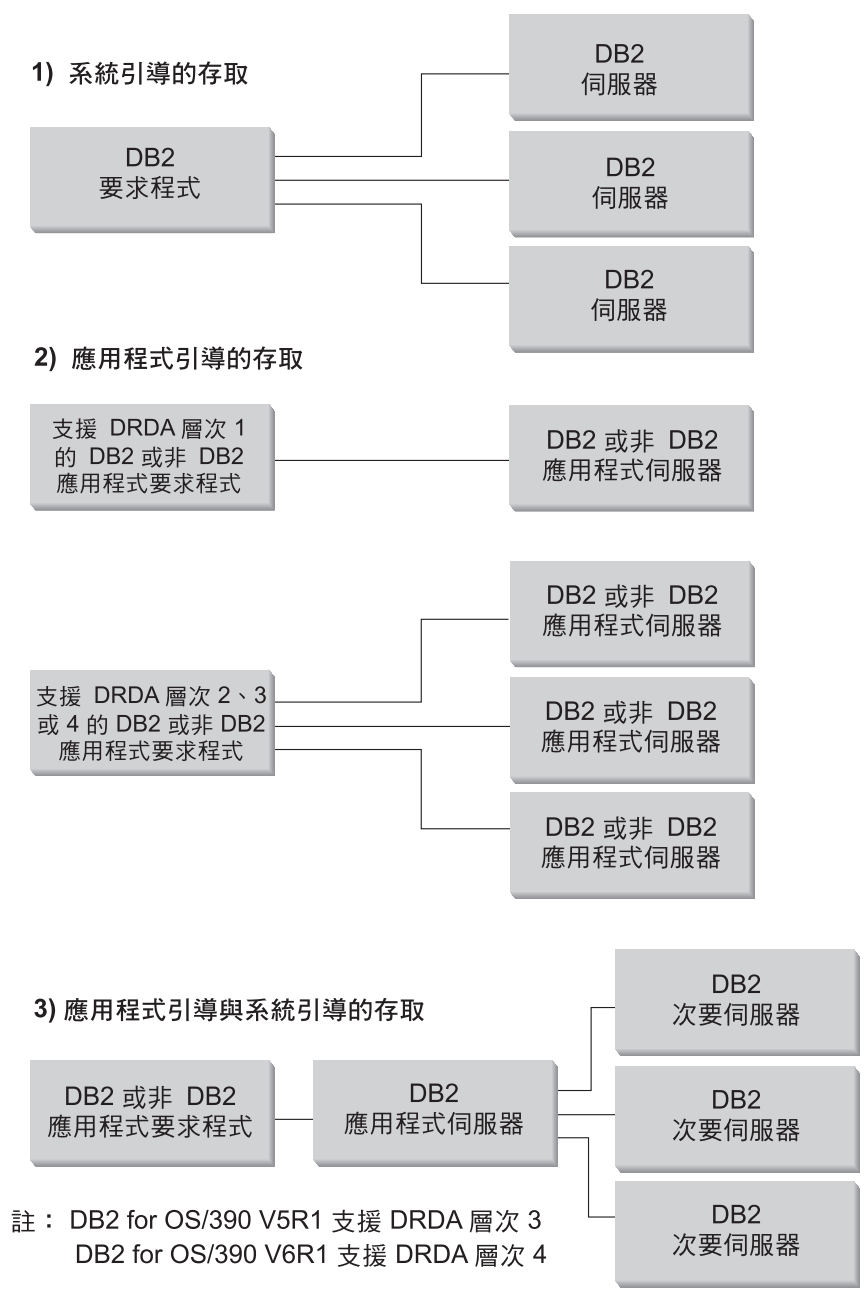 1) 系統引導的存取
DB2
要求程式
DB2
伺服器
DB2
伺服器
DB2
伺服器
2) 應用程式引導的存取
支援 DRDA 層次 1
的 DB2 或非 DB2
應用程式要求程式
DB2 或非 DB2
應用程式伺服器
支援 DRDA 層次 2、3
或 4 的 DB2 或非 DB2
應用程式要求程式
DB2 或非 DB2
應用程式伺服器
DB2 或非 DB2
應用程式伺服器
DB2 或非 DB2
應用程式伺服器
3) 應用程式引導與系統引導的存取
DB2 或非 DB2
應用程式要求程式
DB2
應用程式伺服器
DB2
次要伺服器
DB2
次要伺服器
DB2
次要伺服器
註： DB2 for OS/390 V5R1 支援 DRDA 層次 3
DB2 for OS/390 V6R1 支援 DRDA 層次 4